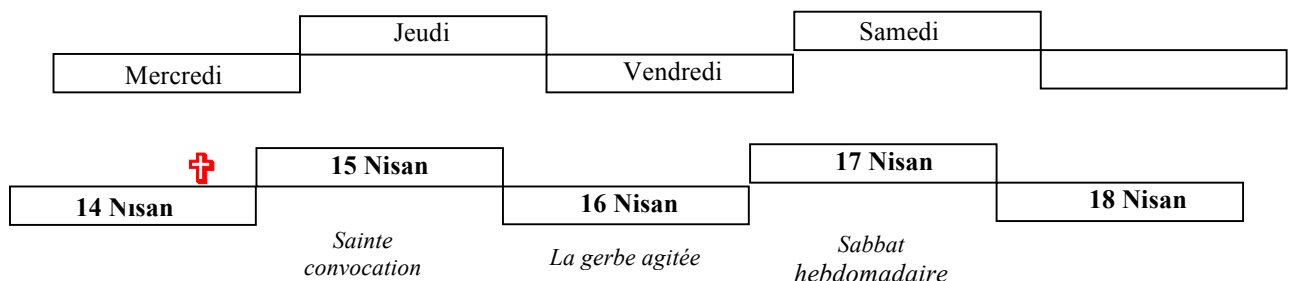 Jeudi
Samedi
Mercredi
Vendredi
15 Nisan
17 Nisan
14 Nısan
16 Nisan
18 Nisan
Sainte
convocation
La gerbe agitée
Sabbat
hebdomadaire